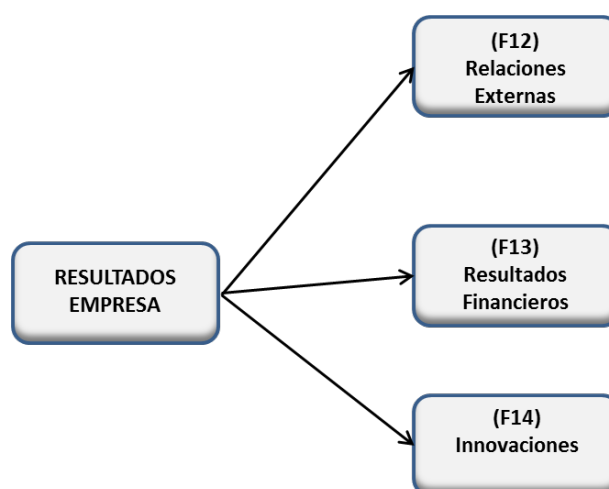 (F12)
Relaciones
Externas
RESULTADOS
EMPRESA
(F13)
Resultados
Financieros
(F14)
Innovaciones